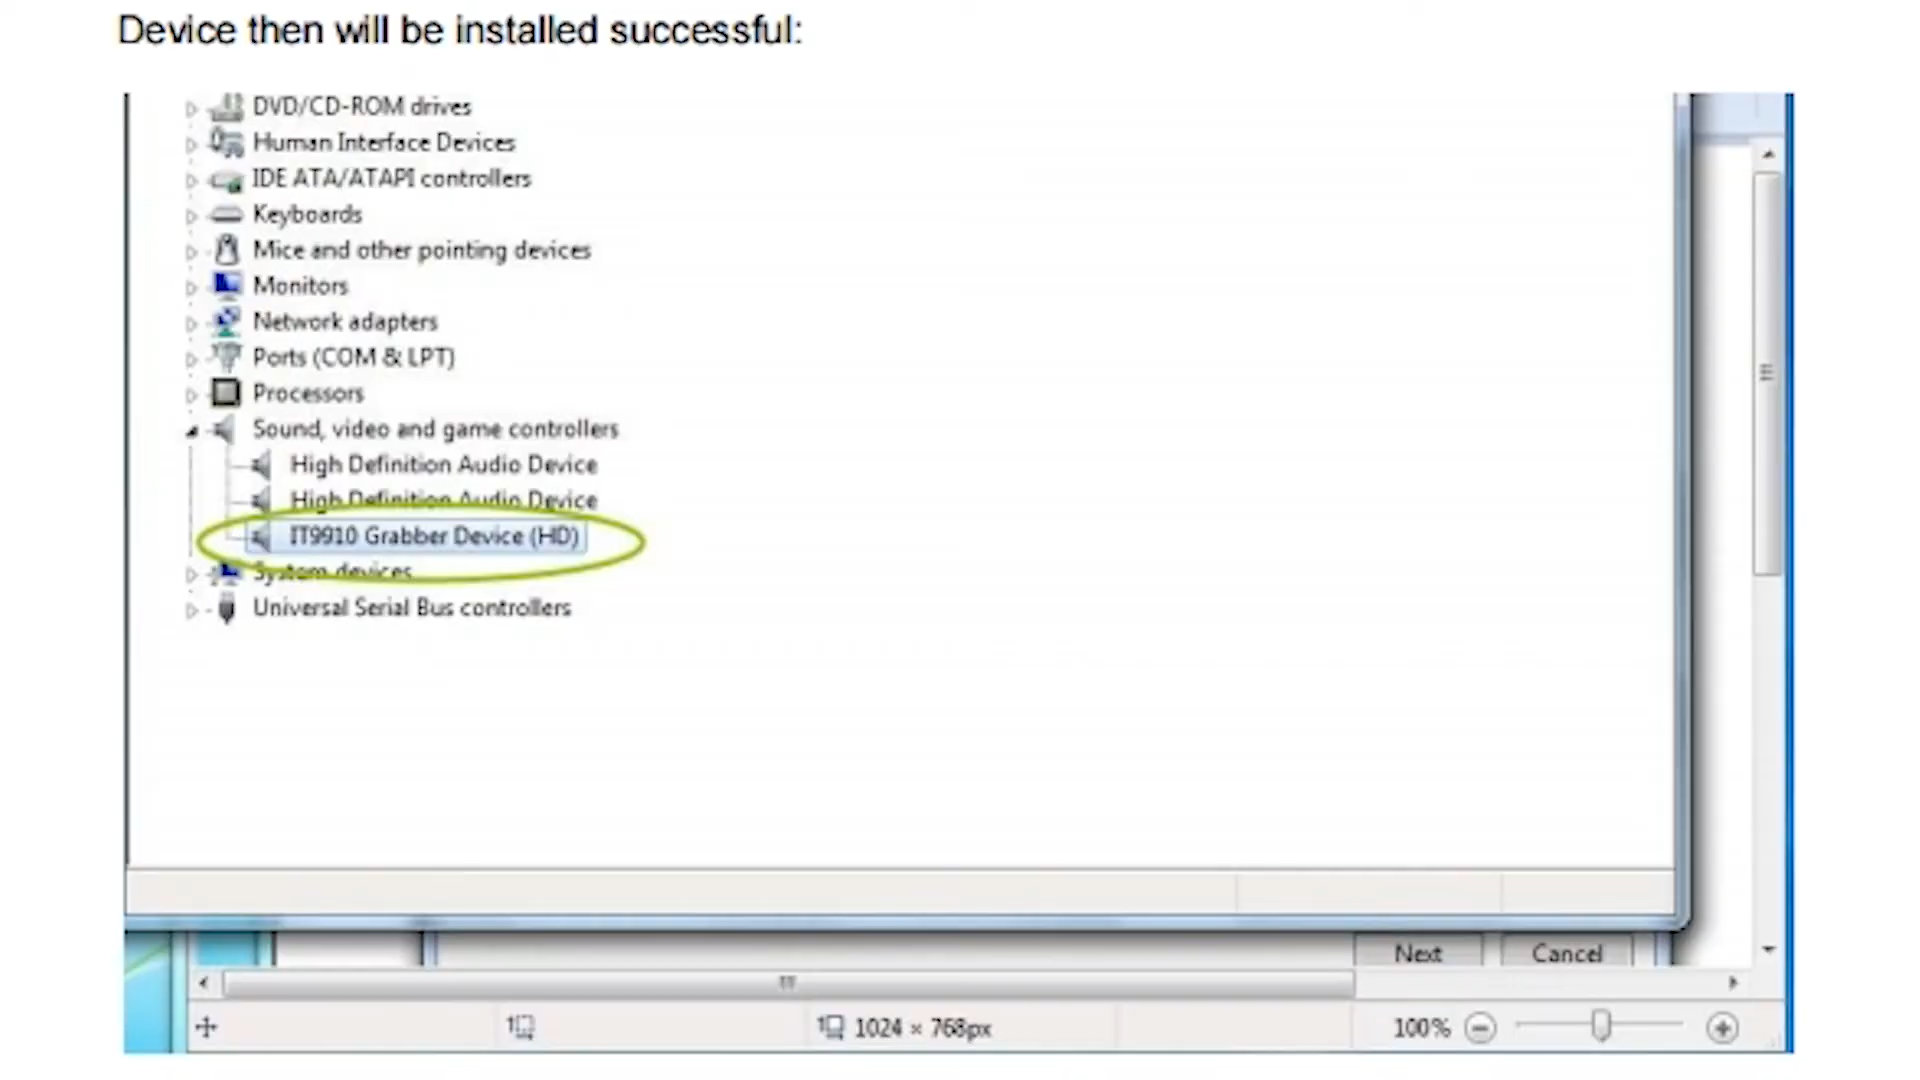 Device then will be installed successful:
DVD/CD-ROM drives
Human Interface Devices
IDE ATA/ATAPI controllers
Keyboards
Mice and other pointing devices
Monitors
Network adapters
Ports (COM & LPT)
Processors
Sound, video and game controllers
High Definition Audio Device
High Definition Audio Device
IT9910 Grabber Device (HD)
System devices
Universal Serial Bus controllers
Next Cancel
1024 × 768px 100%